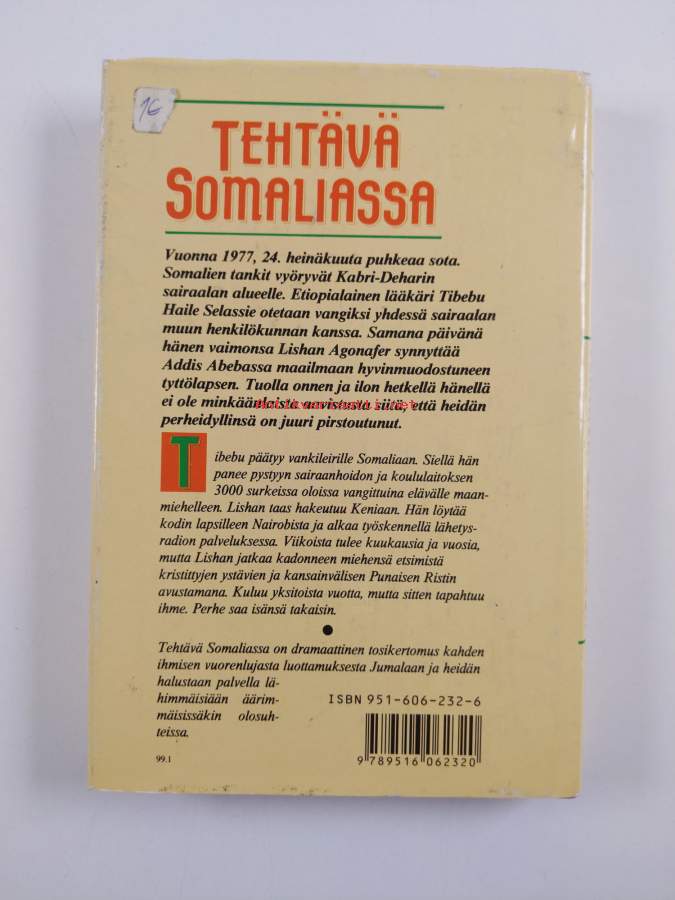 1€
TEHTÄVÄ
SOMALIASSA
Vuonna 1977, 24. heinäkuuta puhkeaa sota.
Somalien tankit vyöryvät Kabri-Deharin
sairaalan alueelle. Etiopialainen lääkäri Tibebu
Haile Selassie otetaan vangiksi yhdessä sairaalan
muun henkilökunnan kanssa. Samana päivänä
hänen vaimonsa Lishan Agonafer synnyttää
Addis Abebassa maailmaan hyvinmuodostuneen
tyttölapsen. Tuolla onnen ja ilon hetkellä hänellä
ei ole minkäänlaista aavistusta siitä, että heidän
perheidyllinsä on juuri pirstoutunut.
Tibebu päätyy vankileirille Somaliaan. Siellä hän
panee pystyyn sairaanhoidon ja koululaitoksen
3000 surkeissa oloissa vangittuina elävälle maan-
miehelleen. Lishan taas hakeutuu Keniaan. Hän löytää
kodin lapsilleen Nairobista ja alkaa työskennellä lähetys-
radion palveluksessa. Viikoista tulee kuukausia ja vuosia,
mutta Lishan jatkaa kadonneen miehensä etsimistä
kristittyjen ystävien ja kansainvälisen Punaisen Ristin
avustamana. Kuluu yksitoista vuotta, mutta sitten tapahtuu
ihme. Perhe saa isänsä takaisin.
Tehtävä Somaliassa on dramaattinen tosikertomus kahden
ihmisen vuorenlujasta luottamuksesta Jumalaan ja heidän
halustaan palvella lä-
himmäisiään äärim-
mäisissäkin olosuh-
teissa.
99.1
ISBN 951-606-232-6
9 789516 062320